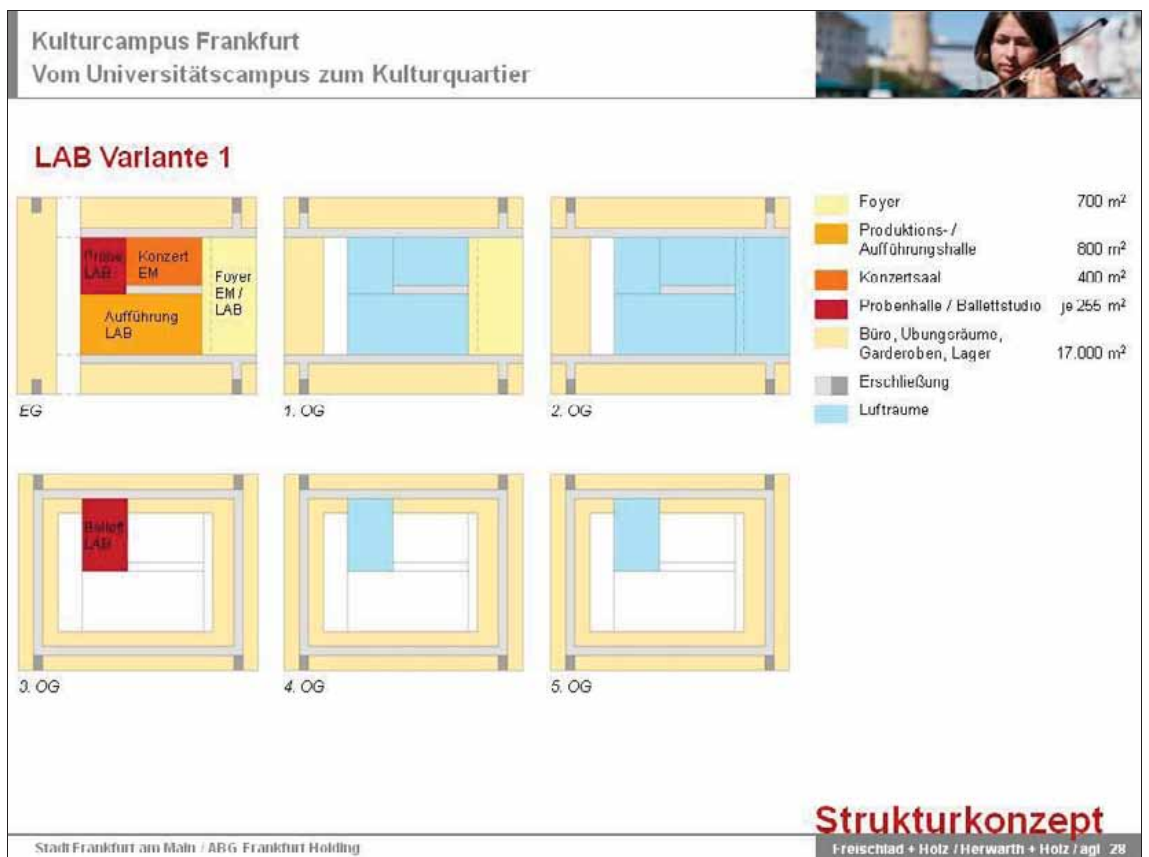 Kulturcampus Frankfurt
Vom Universitätscampus zum Kulturquartier
LAB Variante 1
Probe
LAB
Konzert
EM
Foyer
EM /
LAB
Aufführung
LAB
EG
1. OG
2. OG
Foyer 700 m²
Produktions- /
Aufführungshalle 800 m²
Konzertsaal 400 m²
Probenhalle / Ballettstudio je 255 m²
Büro, Übungsräume,
Garderoben, Lager 17.000 m²
Erschließung
Lufträume
Ballett
LAB
3. OG
4. OG
5. OG
Strukturkonzept
Stadt Frankfurt am Main / ABG Frankfurt Holding
Freischlad + Holz / Herwarth + Holz / agl 28